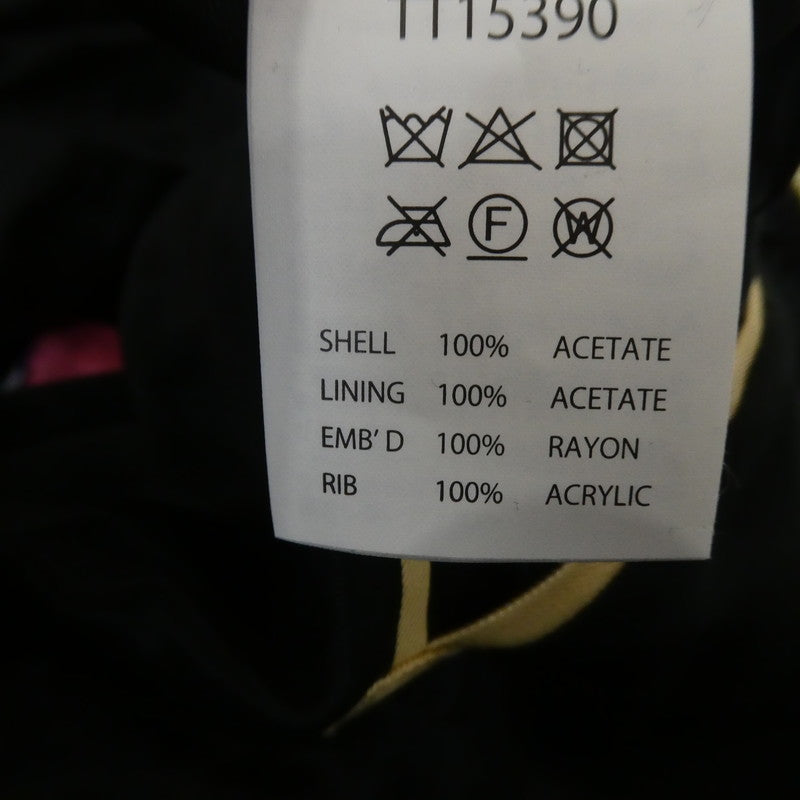 TT15390
F W
SHELL 100% ACETATE
LINING 100% ACETATE
EMB'D 100% RAYON
RIB 100% ACRYLIC